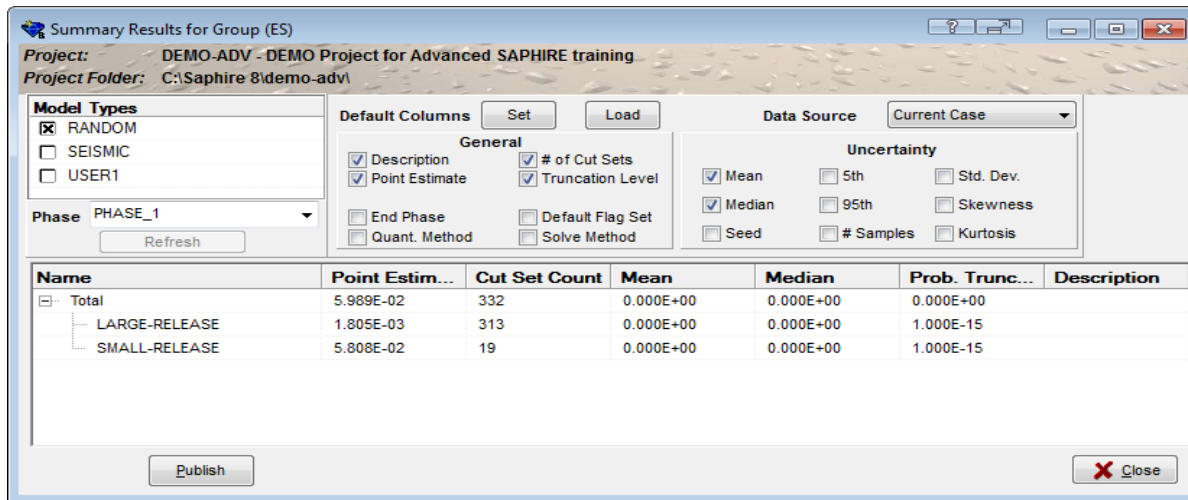 Summary Results for Group (ES)
Project: DEMO-ADV - DEMO Project for Advanced SAPHIRE training
Project Folder: C:\Saphire 8\demo-adv\
Model Types
RANDOM
SEISMIC
USER1
Phase PHASE_1
Refresh
Default Columns Set Load
General
Description # of Cut Sets
Point Estimate Truncation Level
End Phase Default Flag Set
Quant. Method Solve Method
Data Source Current Case
Uncertainty
Mean 5th Std. Dev.
Median 95th Skewness
Seed # Samples Kurtosis
Name Point Estim... Cut Set Count Mean Median Prob. Trunc... Description
Total 5.989E-02 332 0.000E+00 0.000E+00 0.000E+00
LARGE-RELEASE 1.805E-03 313 0.000E+00 0.000E+00 1.000E-15
SMALL-RELEASE 5.808E-02 19 0.000E+00 0.000E+00 1.000E-15
Publish Close